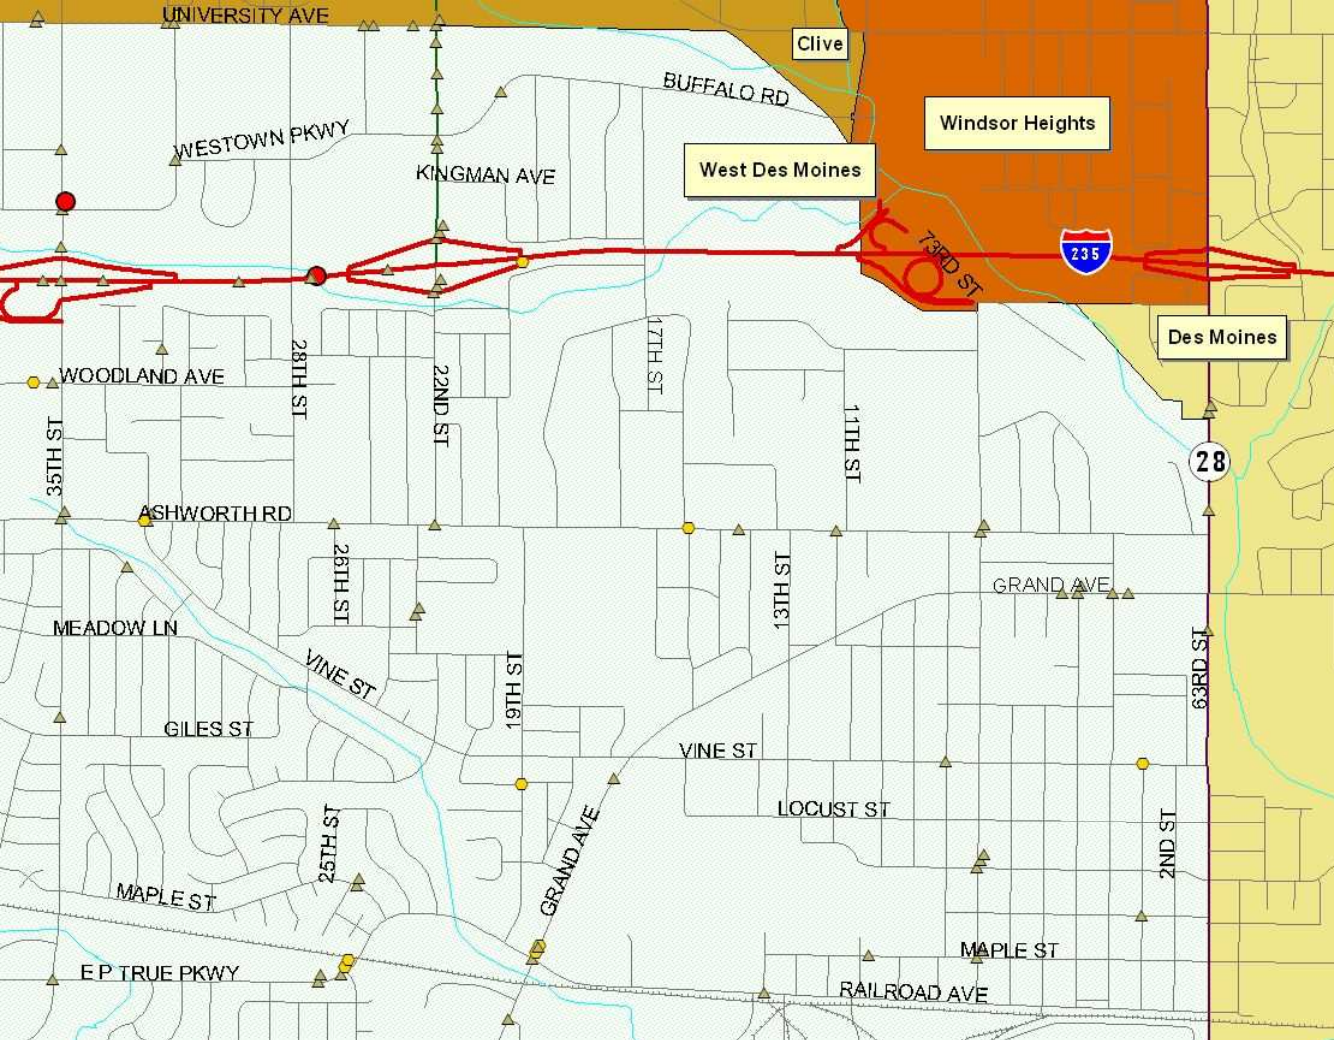 UNIVERSITY AVE
Clive
BUFFALO RD
Windsor Heights
WESTOWN PKWY
KINGMAN AVE
West Des Moines
73RD ST
235
Des Moines
17TH ST
28TH ST
22ND ST
WOODLAND AVE
35TH ST
11TH ST
28
ASHWORTH RD
26TH ST
13TH ST
GRAND AVE
MEADOW LN
VINE ST
19TH ST
63RD ST
GILES ST
VINE ST
LOCUST ST
25TH ST
GRAND AVE
2ND ST
MAPLE ST
MAPLE ST
E P TRUE PKWY
RAILROAD AVE